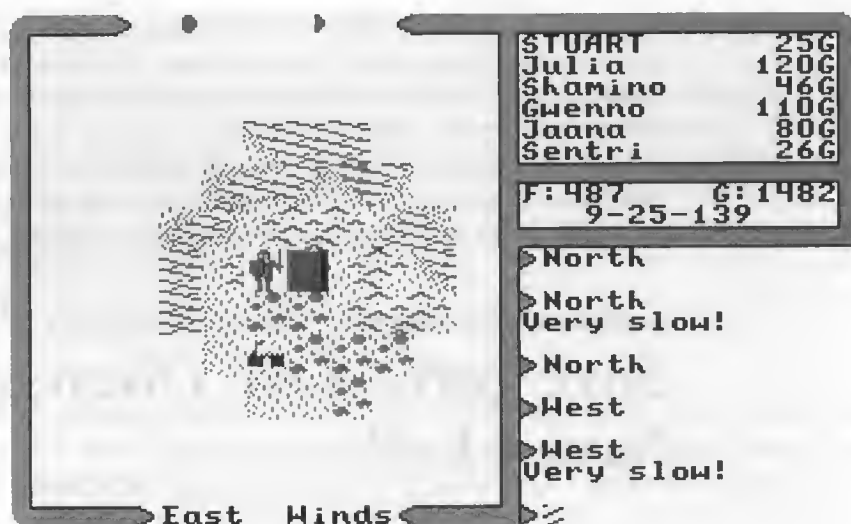 STUART 25G
Julia 120G
Shamino 46G
Gwenno 110G
Jaana 80G
Sentri 26G
F:487 G:1482
9-25-139
North
North
Very slow!
North
West
West
Very slow!
East Winds